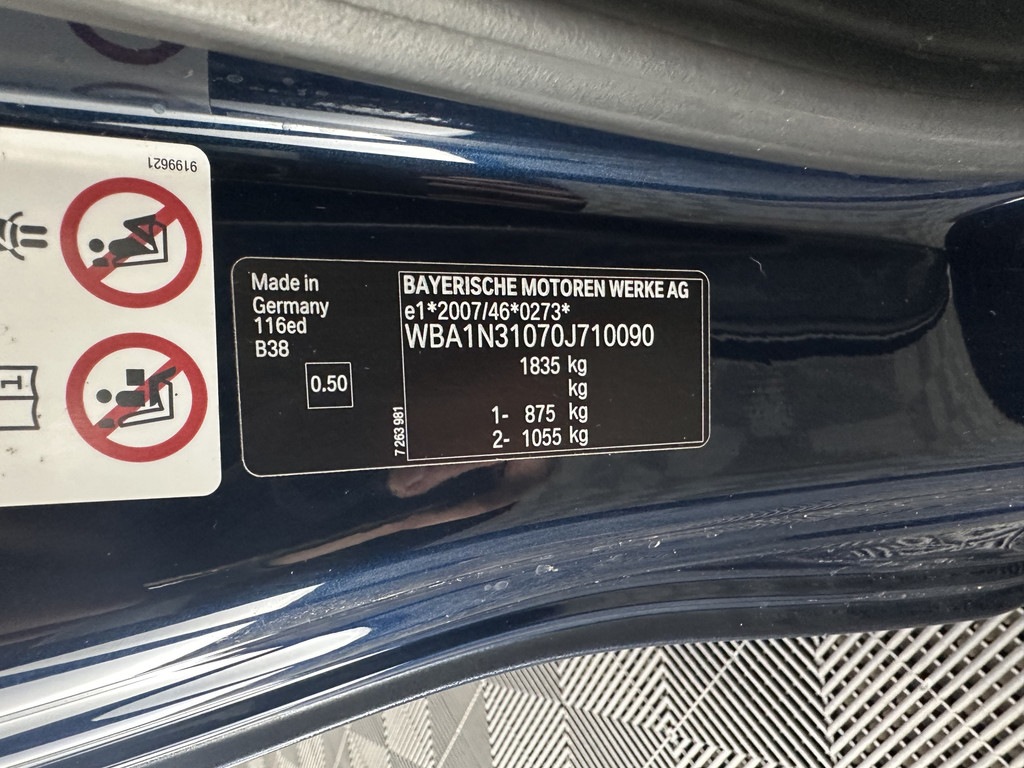 9199621
Made in
Germany
116ed
B38
0.50
BAYERISCHE MOTOREN WERKE AG
e1*2007/46*0273*
WBA1N31070J710090
1835 kg
kg
1- 875 kg
2- 1055 kg
7 263 981